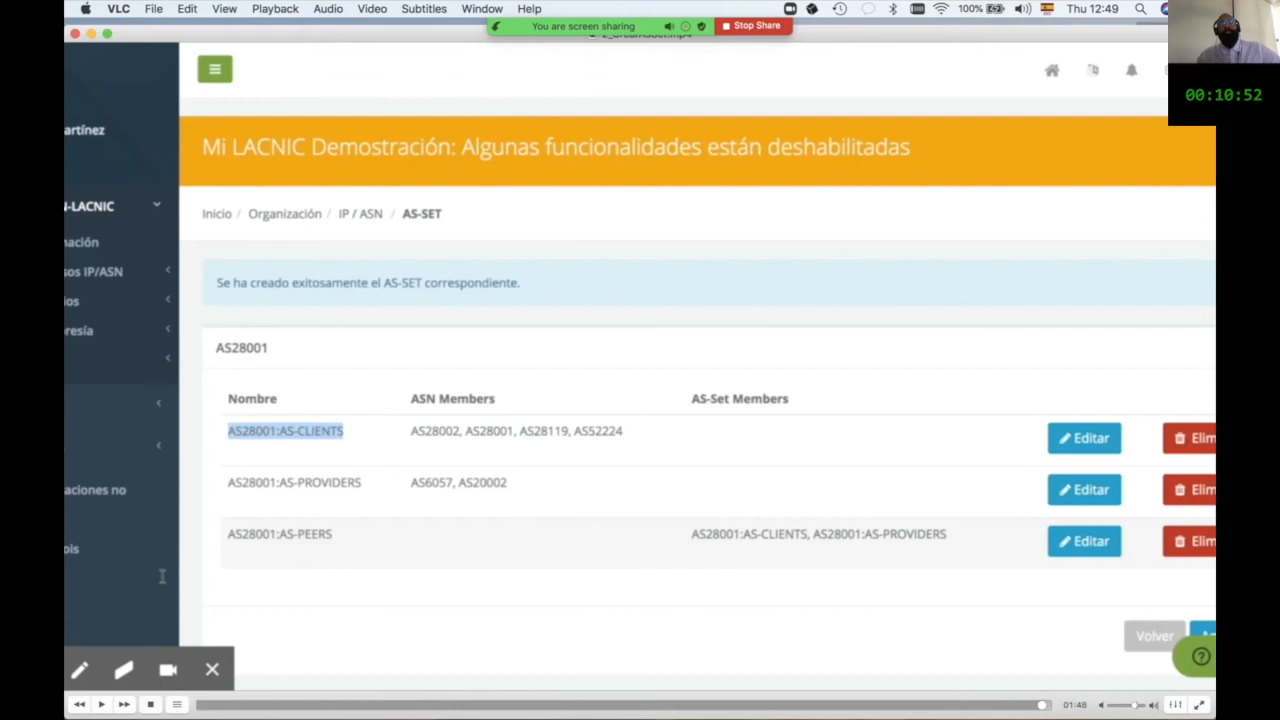 VLC File Edit View Playback Audio Video Subtitles Window Help 100% Thu 12:49
You are screen sharing Stop Share
00:10:52
artínez
Mi LACNIC Demostración: Algunas funcionalidades están deshabilitadas
N-LACNIC
Inicio / Organización / IP / ASN / AS-SET
nación
sos IP/ASN
Se ha creado exitosamente el AS-SET correspondiente.
ios
resía
AS28001
Nombre ASN Members AS-Set Members
AS28001:AS-CLIENTS AS28002, AS28001, AS28119, AS52224 Editar Elim
AS28001:AS-PROVIDERS AS6057, AS20002 Editar Elim
aciones no
AS28001:AS-PEERS AS28001:AS-CLIENTS, AS28001:AS-PROVIDERS Editar Elim
ois
Volver
01:48